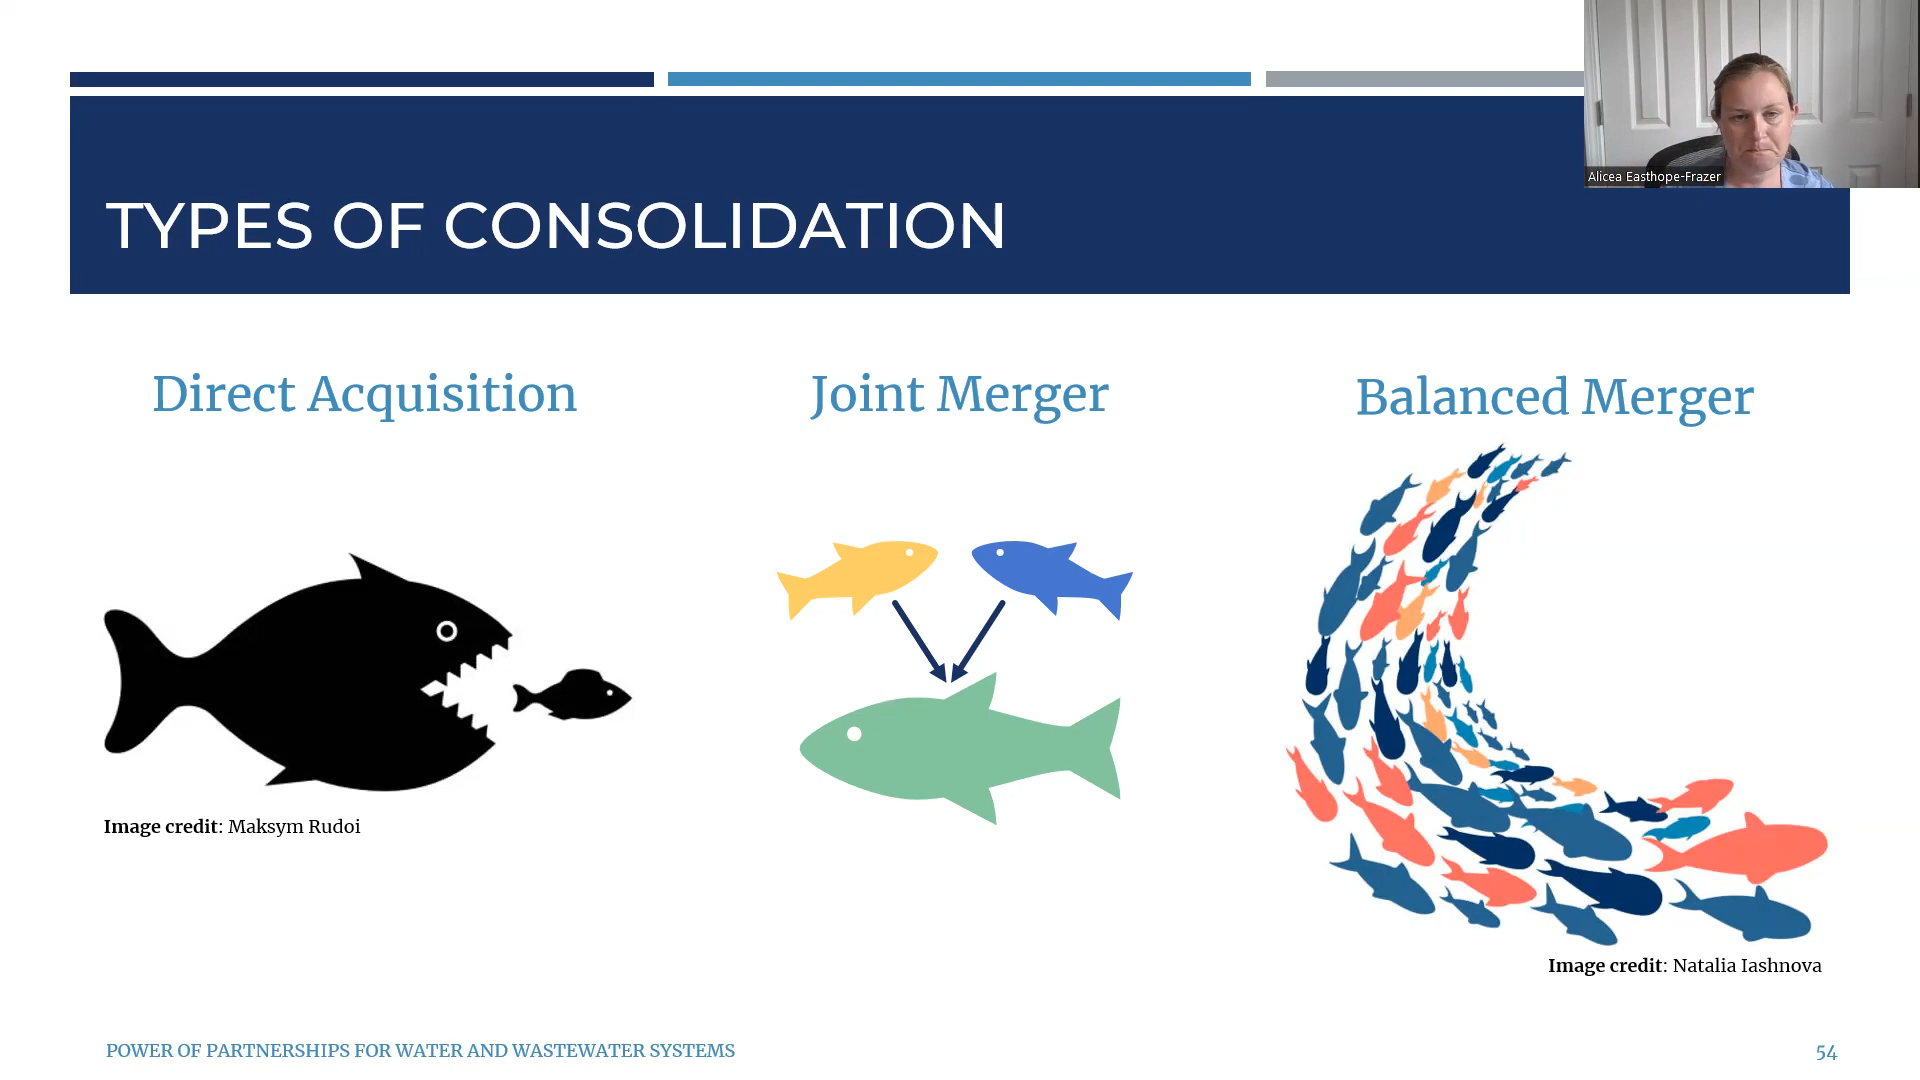 Alicea Easthope-Frazer
TYPES OF CONSOLIDATION
Direct Acquisition
Joint Merger
Balanced Merger
Image credit: Maksym Rudoi
Image credit: Natalia Iashnova
POWER OF PARTNERSHIPS FOR WATER AND WASTEWATER SYSTEMS
54